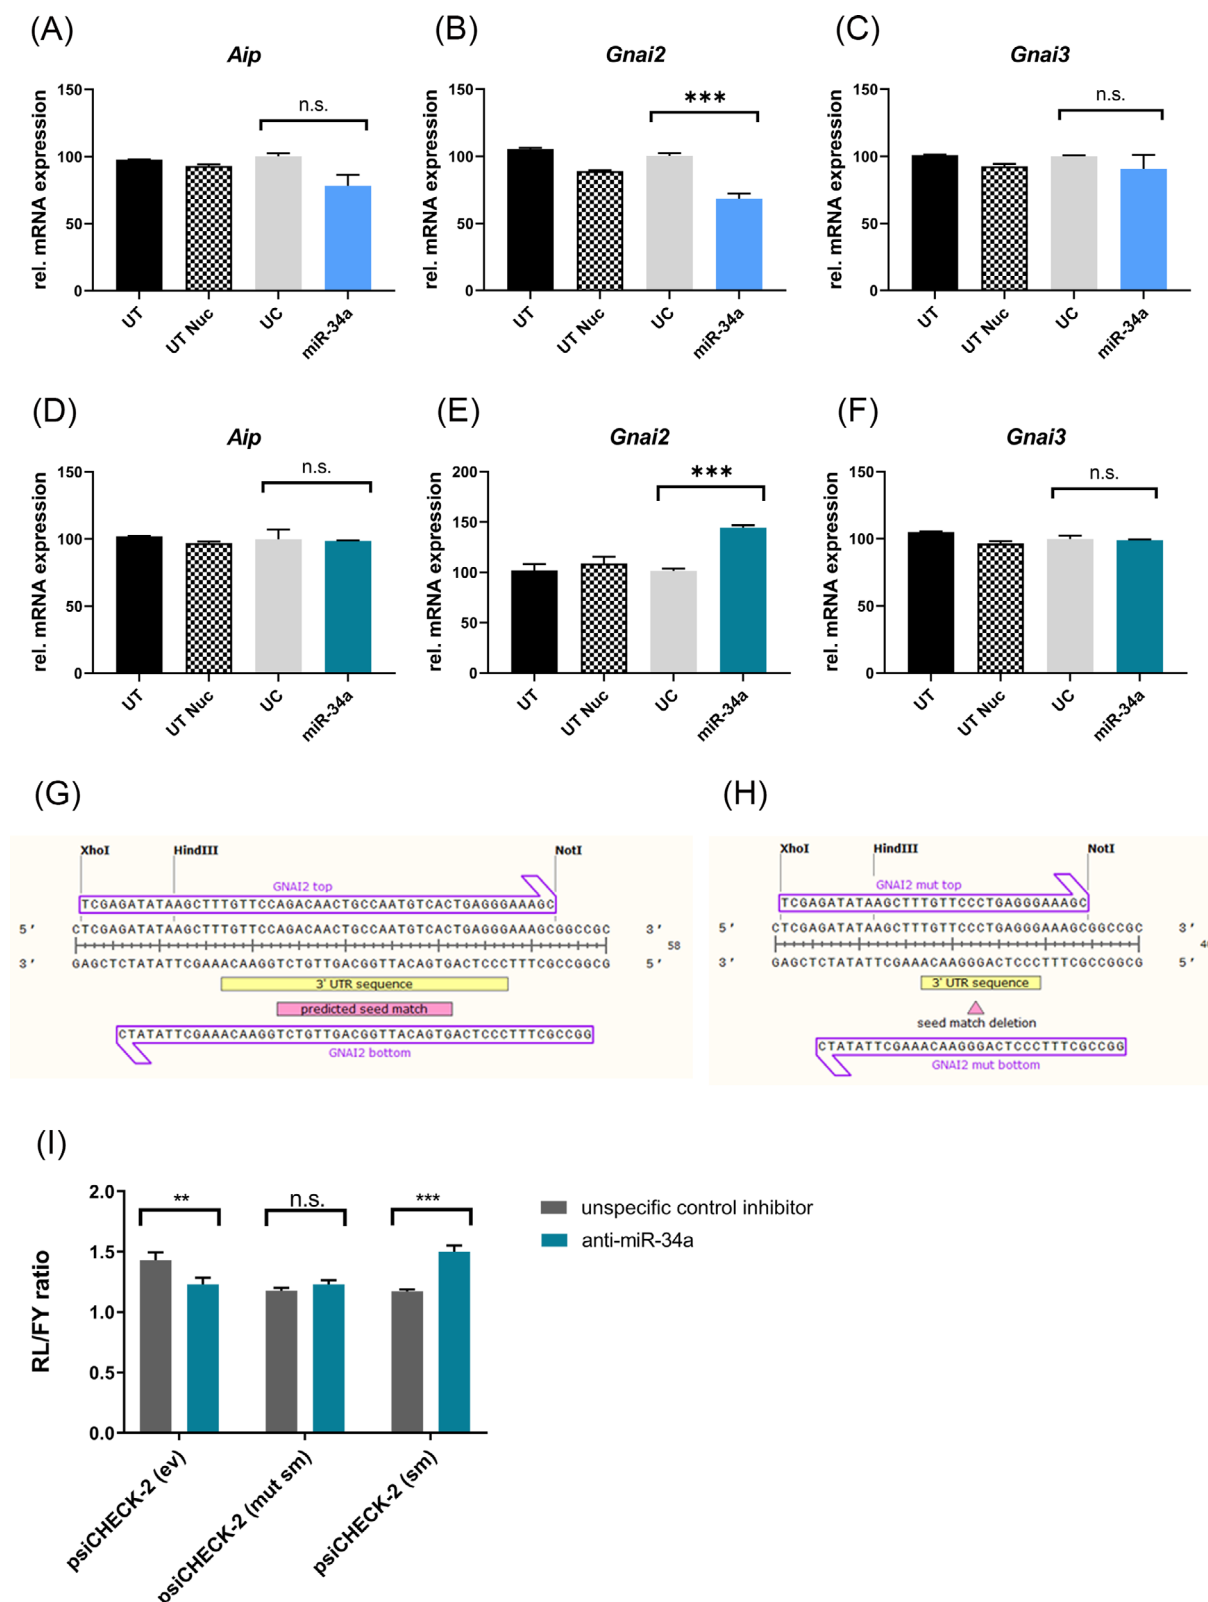 (A)
Aip
rel. mRNA expression
150
100
50
0
n.s.
UT
UT Nuc
UC
miR-34a
(B)
Gnai2
rel. mRNA expression
150
100
50
0
***
UT
UT Nuc
UC
miR-34a
(C)
Gnai3
rel. mRNA expression
150
100
50
0
n.s.
UT
UT Nuc
UC
miR-34a
(D)
Aip
rel. mRNA expression
150
100
50
0
n.s.
UT
UT Nuc
UC
miR-34a
(E)
Gnai2
rel. mRNA expression
200
150
100
50
0
***
UT
UT Nuc
UC
miR-34a
(F)
Gnai3
rel. mRNA expression
150
100
50
0
n.s.
UT
UT Nuc
UC
miR-34a
(G)
XhoI HindIII NotI
GNAI2 top
TCGAGATATAAGCTTTGTTCCAGACAACTGCCAATGTCACTGAGGGAAAGC
5 ′ CTCGAGATATAAGCTTTGTTCCAGACAACTGCCAATGTCACTGAGGGAAAGCGGCCGC 3 ′
58
3 ′ GAGCTCTATATTCGAAACAAGGTCTGTTGACGGTTACAGTGACTCCCTTTCGCCGGCG 5 ′
3' UTR sequence
predicted seed match
CTATATTCGAAACAAGGTCTGTTGACGGTTACAGTGACTCCCTTTCGCCGG
GNAI2 bottom
(H)
XhoI HindIII NotI
GNAI2 mut top
TCGAGATATAAGCTTTGTTCCCTGAGGGAAAGC
5 ′ CTCGAGATATAAGCTTTGTTCCCTGAGGGAAAGCGGCCGC 3 ′
3 ′ GAGCTCTATATTCGAAACAAGGGACTCCCTTTCGCCGGCG 5 ′
3' UTR sequence
seed match deletion
CTATATTCGAAACAAGGGACTCCCTTTCGCCGG
GNAI2 mut bottom
(I)
RL/FY ratio
2.0
1.5
1.0
0.5
0.0
**
n.s.
***
psiCHECK-2 (ev)
psiCHECK-2 (mut sm)
psiCHECK-2 (sm)
unspecific control inhibitor
anti-miR-34a